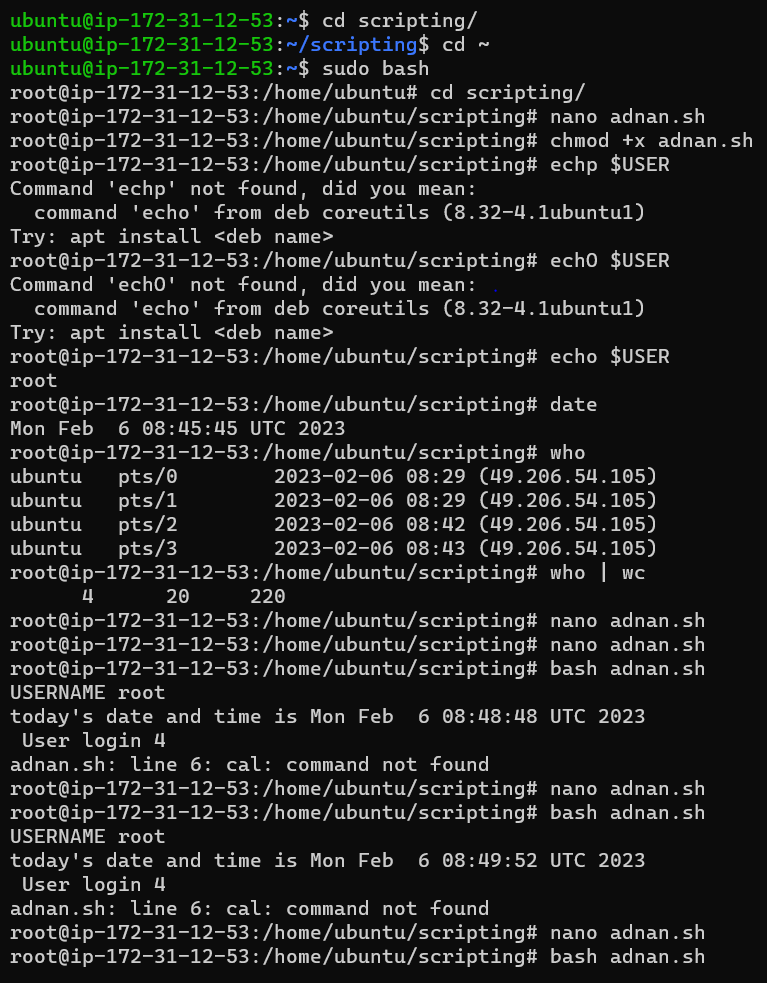 ubuntu@ip-172-31-12-53:~$ cd scripting/
ubuntu@ip-172-31-12-53:~/scripting$ cd ~
ubuntu@ip-172-31-12-53:~$ sudo bash
root@ip-172-31-12-53:/home/ubuntu# cd scripting/
root@ip-172-31-12-53:/home/ubuntu/scripting# nano adnan.sh
root@ip-172-31-12-53:/home/ubuntu/scripting# chmod +x adnan.sh
root@ip-172-31-12-53:/home/ubuntu/scripting# echp $USER
Command 'echp' not found, did you mean:
  command 'echo' from deb coreutils (8.32-4.1ubuntu1)
Try: apt install <deb name>
root@ip-172-31-12-53:/home/ubuntu/scripting# echO $USER
Command 'echO' not found, did you mean:
  command 'echo' from deb coreutils (8.32-4.1ubuntu1)
Try: apt install <deb name>
root@ip-172-31-12-53:/home/ubuntu/scripting# echo $USER
root
root@ip-172-31-12-53:/home/ubuntu/scripting# date
Mon Feb  6 08:45:45 UTC 2023
root@ip-172-31-12-53:/home/ubuntu/scripting# who
ubuntu   pts/0        2023-02-06 08:29 (49.206.54.105)
ubuntu   pts/1        2023-02-06 08:29 (49.206.54.105)
ubuntu   pts/2        2023-02-06 08:42 (49.206.54.105)
ubuntu   pts/3        2023-02-06 08:43 (49.206.54.105)
root@ip-172-31-12-53:/home/ubuntu/scripting# who | wc
      4      20     220
root@ip-172-31-12-53:/home/ubuntu/scripting# nano adnan.sh
root@ip-172-31-12-53:/home/ubuntu/scripting# nano adnan.sh
root@ip-172-31-12-53:/home/ubuntu/scripting# bash adnan.sh
USERNAME root
today's date and time is Mon Feb  6 08:48:48 UTC 2023
 User login 4
adnan.sh: line 6: cal: command not found
root@ip-172-31-12-53:/home/ubuntu/scripting# nano adnan.sh
root@ip-172-31-12-53:/home/ubuntu/scripting# bash adnan.sh
USERNAME root
today's date and time is Mon Feb  6 08:49:52 UTC 2023
 User login 4
adnan.sh: line 6: cal: command not found
root@ip-172-31-12-53:/home/ubuntu/scripting# nano adnan.sh
root@ip-172-31-12-53:/home/ubuntu/scripting# bash adnan.sh